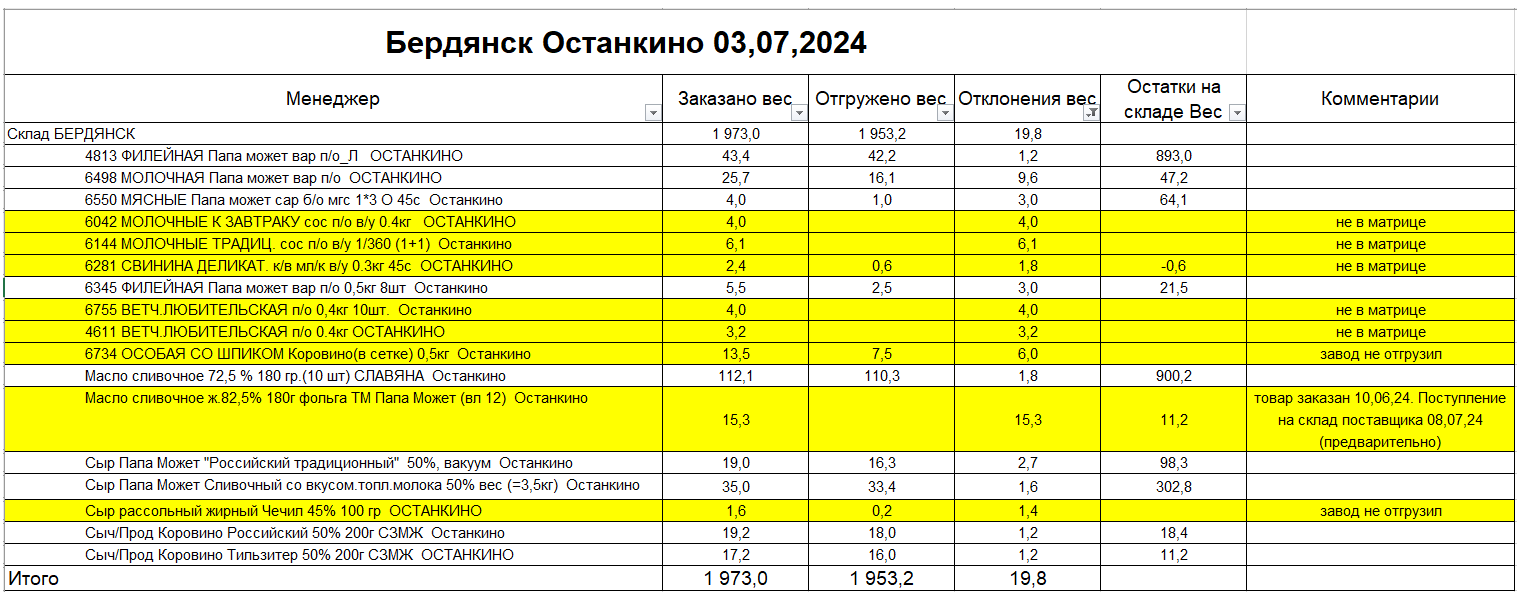 Бердянск Останкино 03,07,2024
Менеджер Заказано вес Отгружено вес Отклонения вес Остатки на складе Вес Комментарии
Склад БЕРДЯНСК 1 973,0 1 953,2 19,8
4813 ФИЛЕЙНАЯ Папа может вар п/о_Л ОСТАНКИНО 43,4 42,2 1,2 893,0
6498 МОЛОЧНАЯ Папа может вар п/о ОСТАНКИНО 25,7 16,1 9,6 47,2
6550 МЯСНЫЕ Папа может сар б/о мгс 1*3 О 45с Останкино 4,0 1,0 3,0 64,1
6042 МОЛОЧНЫЕ К ЗАВТРАКУ сос п/о в/у 0.4кг ОСТАНКИНО 4,0 4,0 не в матрице
6144 МОЛОЧНЫЕ ТРАДИЦ. сос п/о в/у 1/360 (1+1) Останкино 6,1 6,1 не в матрице
6281 СВИНИНА ДЕЛИКАТ. к/в мл/к в/у 0.3кг 45с ОСТАНКИНО 2,4 0,6 1,8 -0,6 не в матрице
6345 ФИЛЕЙНАЯ Папа может вар п/о 0,5кг 8шт Останкино 5,5 2,5 3,0 21,5
6755 ВЕТЧ.ЛЮБИТЕЛЬСКАЯ п/о 0,4кг 10шт. Останкино 4,0 4,0 не в матрице
4611 ВЕТЧ.ЛЮБИТЕЛЬСКАЯ п/о 0.4кг ОСТАНКИНО 3,2 3,2 не в матрице
6734 ОСОБАЯ СО ШПИКОМ Коровино(в сетке) 0,5кг Останкино 13,5 7,5 6,0 завод не отгрузил
Масло сливочное 72,5 % 180 гр.(10 шт) СЛАВЯНА Останкино 112,1 110,3 1,8 900,2
Масло сливочное ж.82,5% 180г фольга ТМ Папа Может (вл 12) Останкино 15,3 15,3 11,2 товар заказан 10,06,24. Поступление
на склад поставщика 08,07,24
(предварительно)
Сыр Папа Может "Российский традиционный" 50%, вакуум Останкино 19,0 16,3 2,7 98,3
Сыр Папа Может Сливочный со вкусом.топл.молока 50% вес (=3,5кг) Останкино 35,0 33,4 1,6 302,8
Сыр рассольный жирный Чечил 45% 100 гр ОСТАНКИНО 1,6 0,2 1,4 завод не отгрузил
Сыч/Прод Коровино Российский 50% 200г СЗМЖ Останкино 19,2 18,0 1,2 18,4
Сыч/Прод Коровино Тильзитер 50% 200г СЗМЖ ОСТАНКИНО 17,2 16,0 1,2 11,2
Итого 1 973,0 1 953,2 19,8